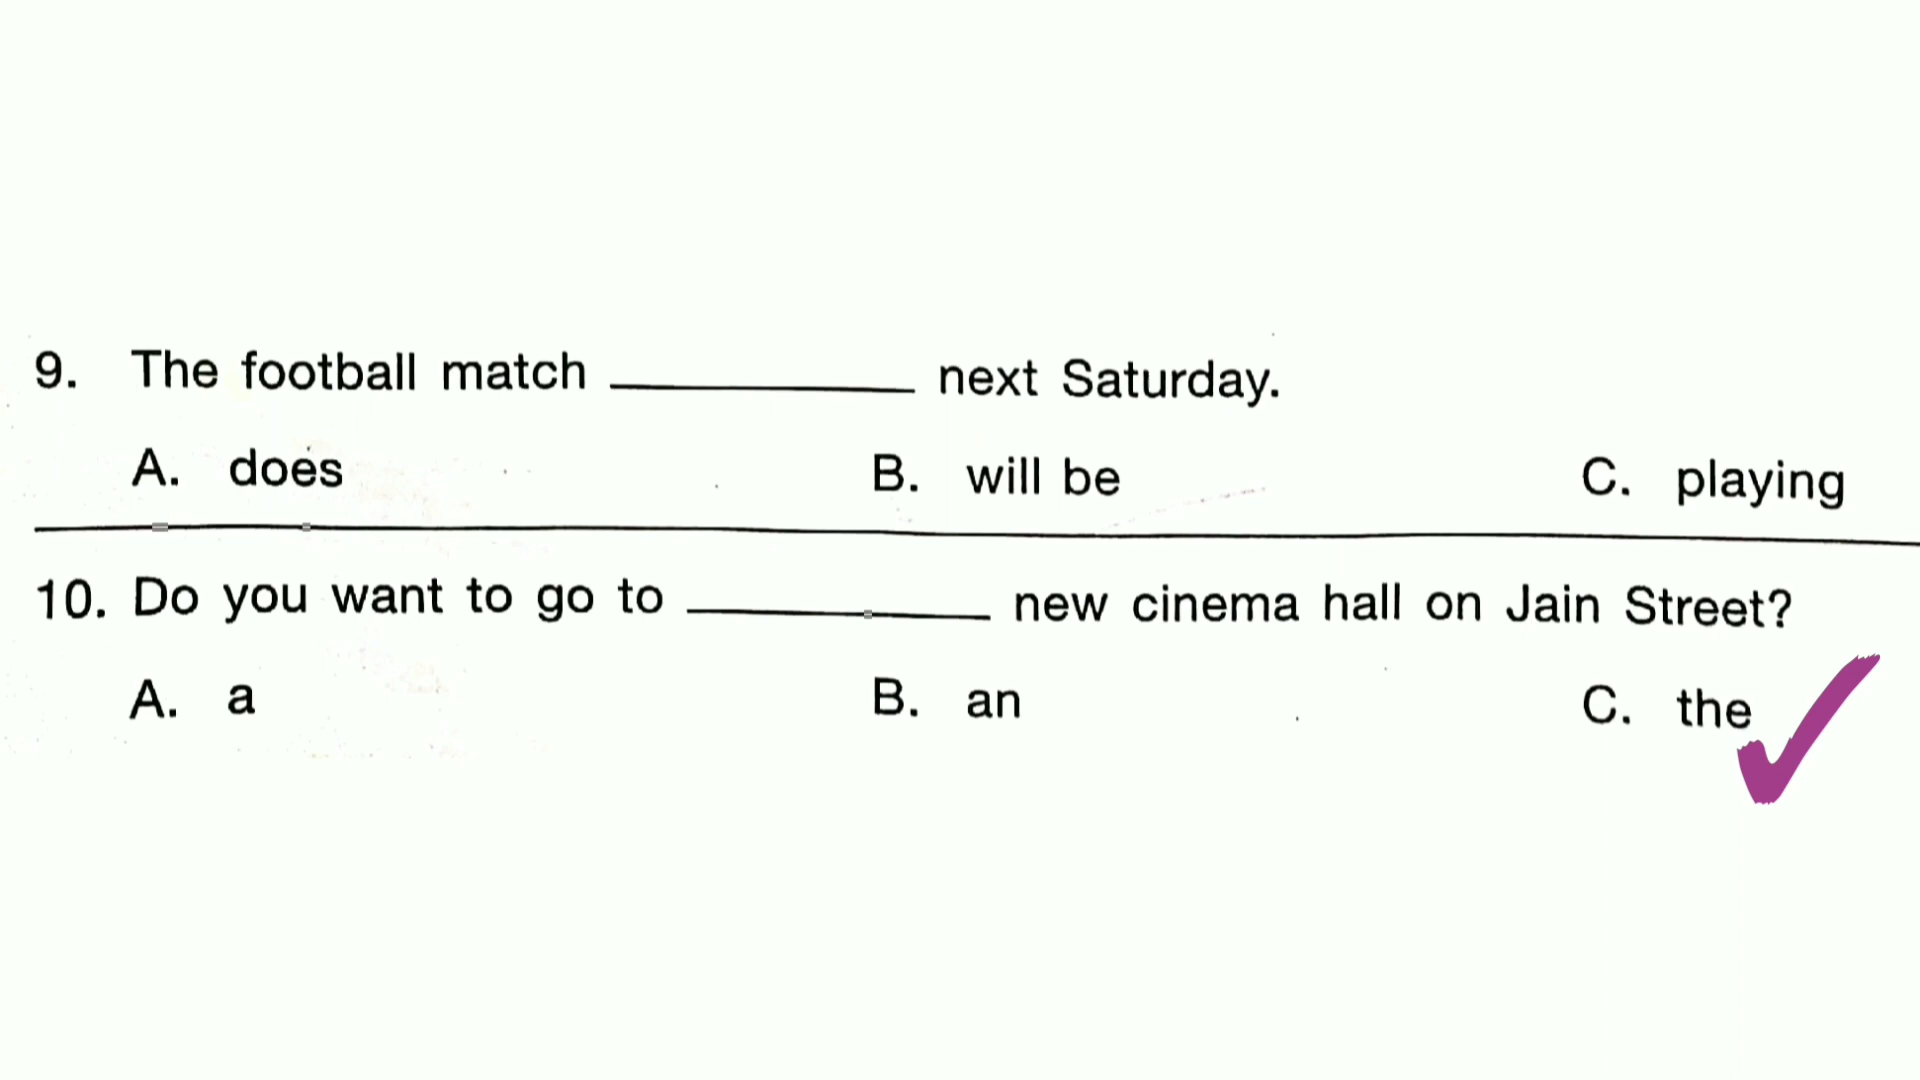 9. The football match __________ next Saturday.
A. does B. will be C. playing
10. Do you want to go to __________ new cinema hall on Jain Street?
A. a B. an C. the